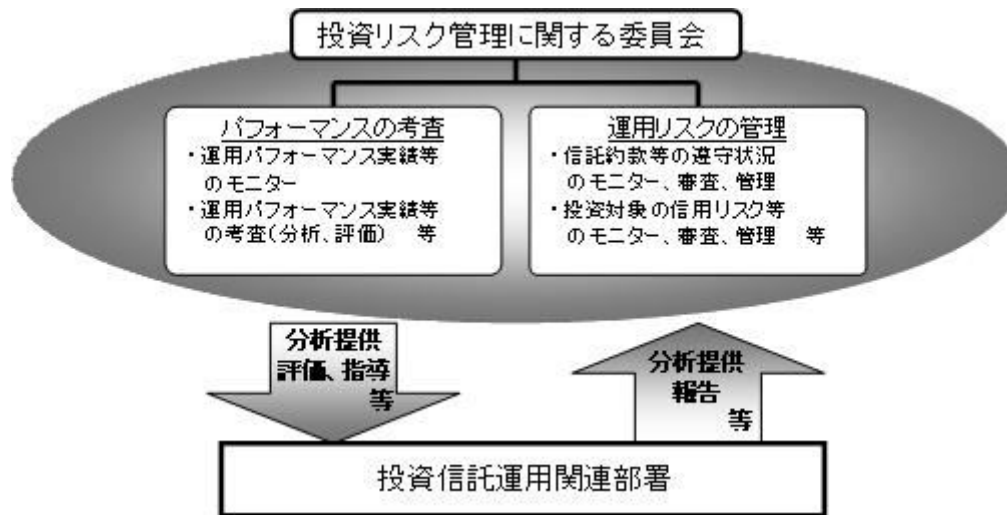 投資リスク管理に関する委員会
パフォーマンスの考査
・運用パフォーマンス実績等
のモニター
・運用パフォーマンス実績等
の考査(分析、評価) 等
運用リスクの管理
・信託約款等の遵守状況
のモニター、審査、管理
・投資対象の信用リスク等
のモニター、審査、管理 等
分析提供
評価、指導
等
分析提供
報告
等
投資信託運用関連部署